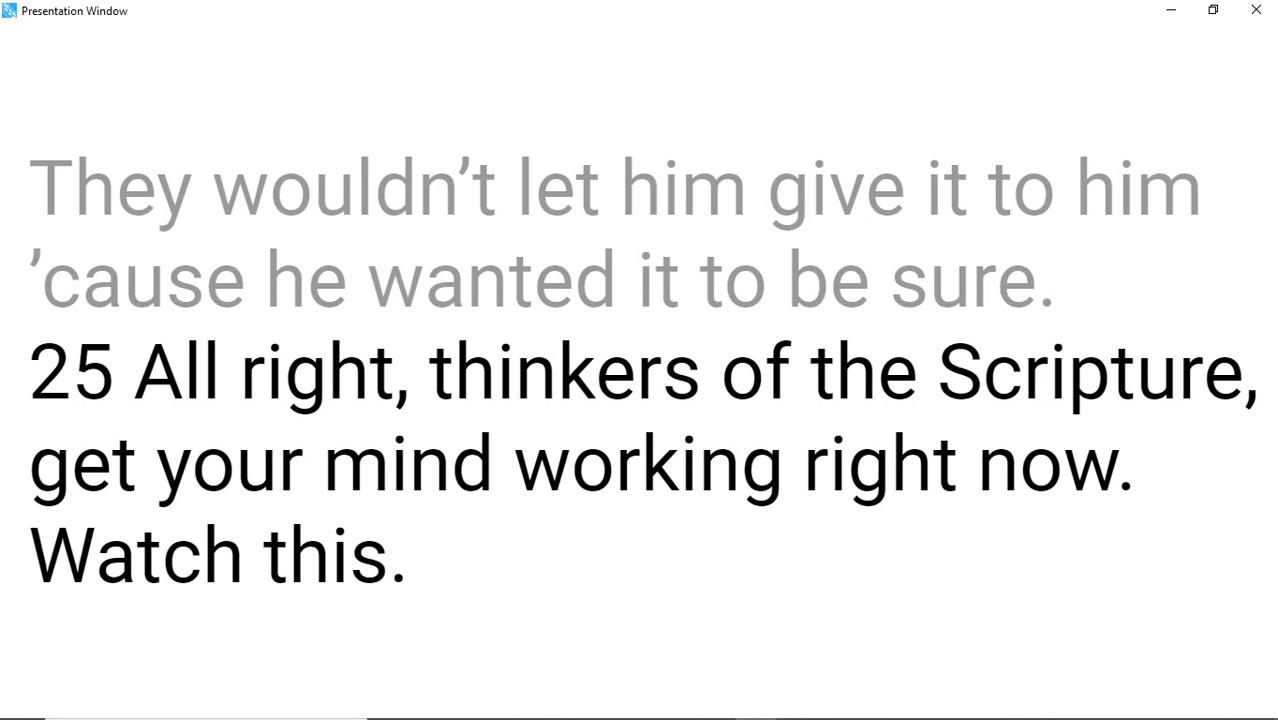 Presentation Window
They wouldn’t let him give it to him
’cause he wanted it to be sure.
25 All right, thinkers of the Scripture,
get your mind working right now.
Watch this.